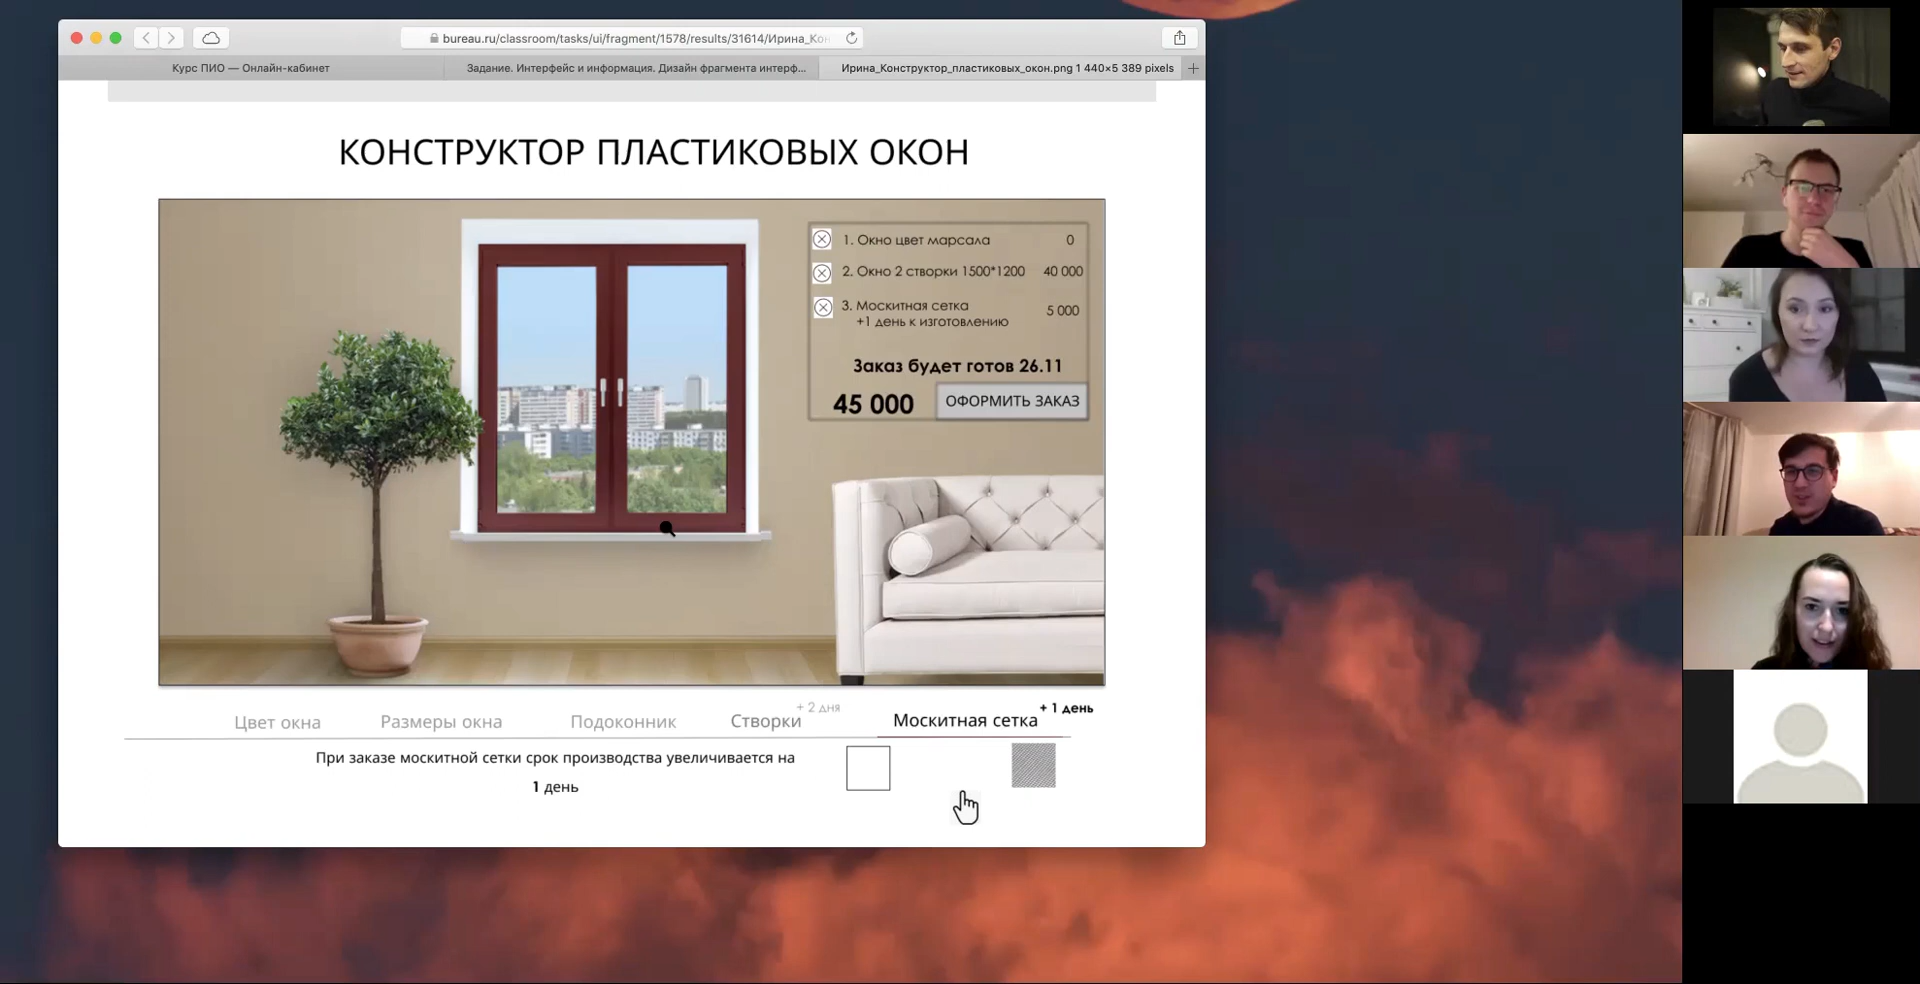 bureau.ru/classroom/tasks/ui/fragment/1578/results/31614/Ирина_Кон
Курс ПИО — Онлайн-кабинет
Задание. Интерфейс и информация. Дизайн фрагмента интерф...
Ирина_Конструктор_пластиковых_окон.png 1 440×5 389 pixels
КОНСТРУКТОР ПЛАСТИКОВЫХ ОКОН
1. Окно цвет марсала 0
2. Окно 2 створки 1500*1200 40 000
3. Москитная сетка 5 000
+1 день к изготовлению
Заказ будет готов 26.11
45 000 ОФОРМИТЬ ЗАКАЗ
Цвет окна
Размеры окна
Подоконник
Створки + 2 дня
Москитная сетка + 1 день
При заказе москитной сетки срок производства увеличивается на
1 день